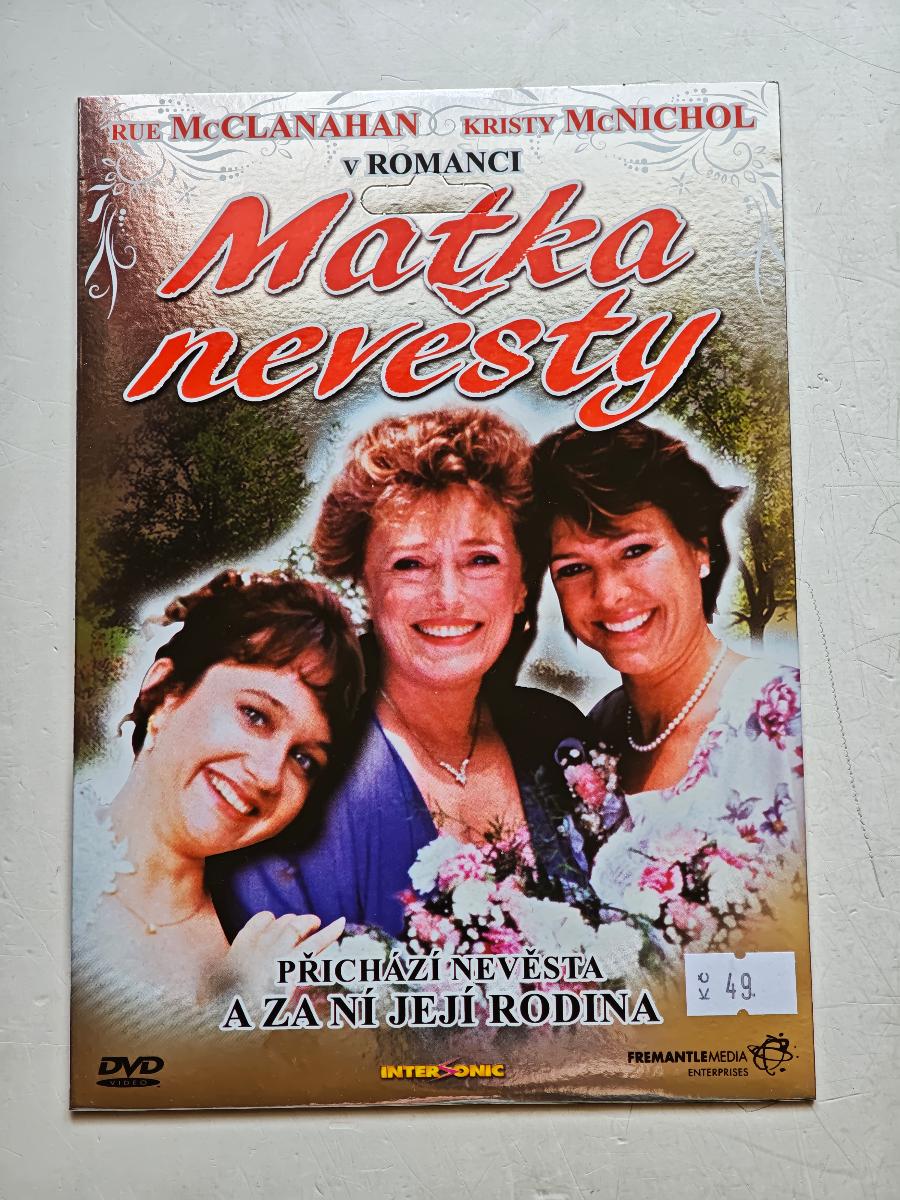 RUE McCLANAHAN KRISTY McNICHOL
V ROMANCI
Matka
nevěsty
PŘICHÁZÍ NEVĚSTA
A ZA NÍ JEJÍ RODINA
Kč 49.
DVD
VIDEO
INTERSONIC
FREMANTLEMEDIA
ENTERPRISES